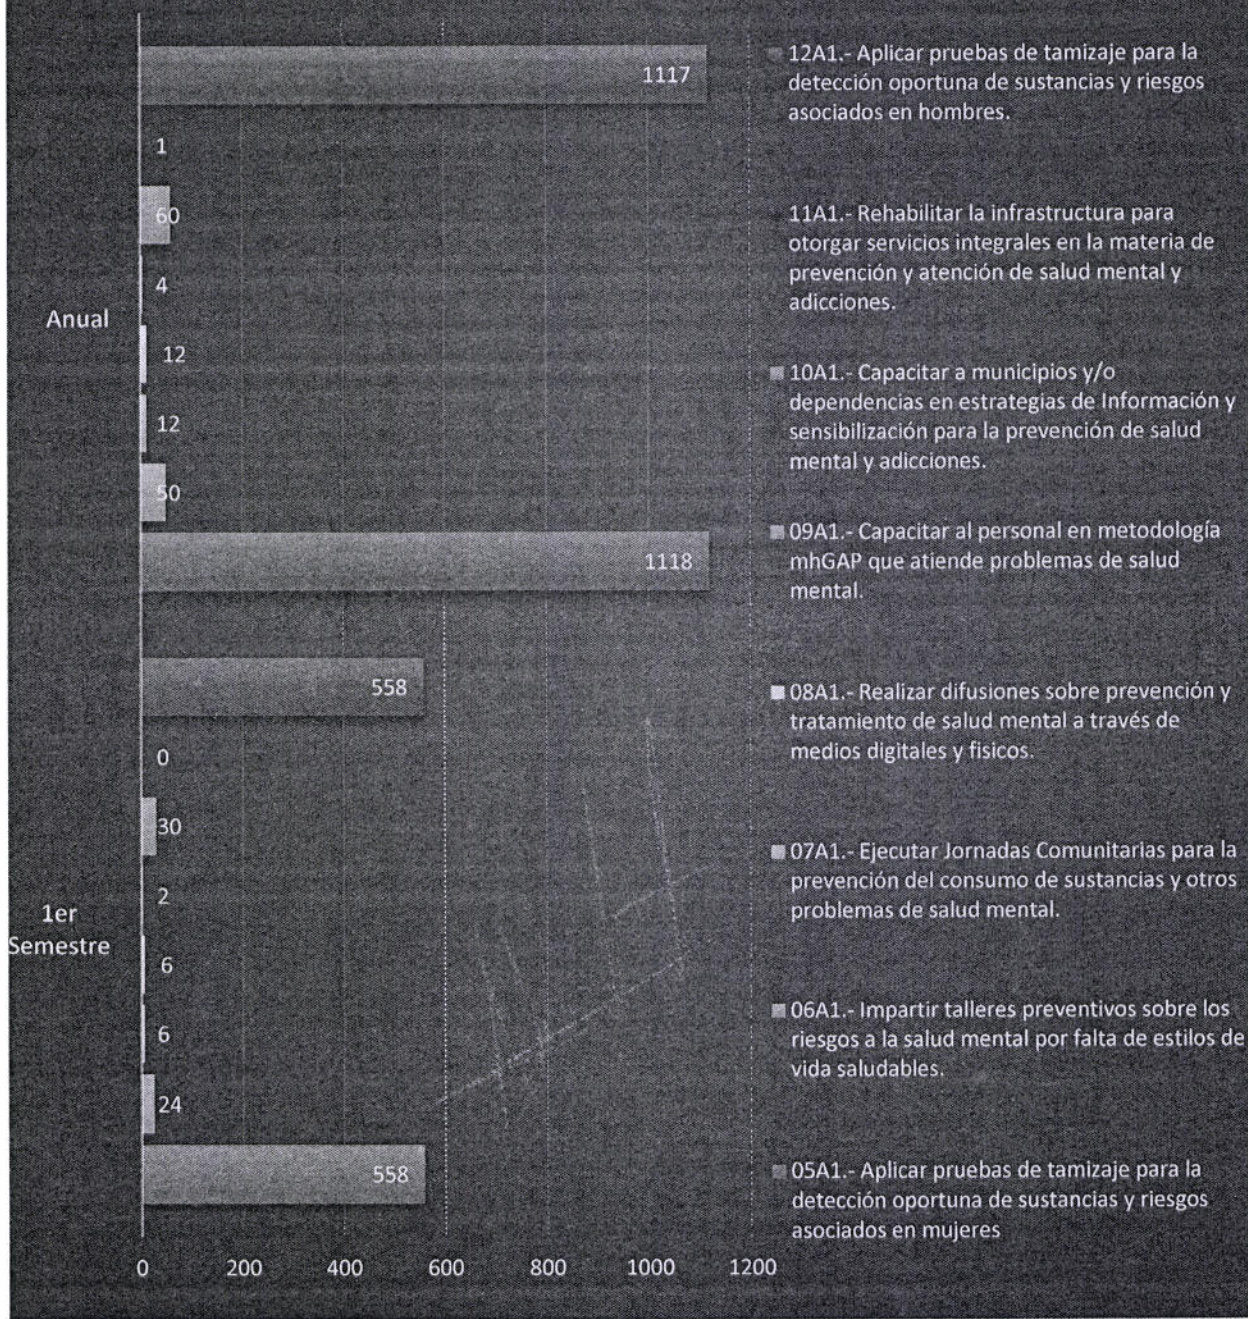 1117
1
60
4
Anual
12
12
50
1118
558
0
30
2
1er
Semestre
6
6
24
558
0
200
400
600
800
1000
1200
12A1.- Aplicar pruebas de tamizaje para la
detección oportuna de sustancias y riesgos
asociados en hombres.
11A1.- Rehabilitar la infrastructura para
otorgar servicios integrales en la materia de
prevención y atención de salud mental y
adicciones.
10A1.- Capacitar a municipios y/o
dependencias en estrategias de Información y
sensibilización para la prevención de salud
mental y adicciones.
09A1.- Capacitar al personal en metodología
mhGAP que atiende problemas de salud
mental.
08A1.- Realizar difusiones sobre prevención y
tratamiento de salud mental a través de
medios digitales y fisicos.
07A1.- Ejecutar Jornadas Comunitarias para la
prevención del consumo de sustancias y otros
problemas de salud mental.
06A1.- Impartir talleres preventivos sobre los
riesgos a la salud mental por falta de estilos de
vida saludables.
05A1.- Aplicar pruebas de tamizaje para la
detección oportuna de sustancias y riesgos
asociados en mujeres